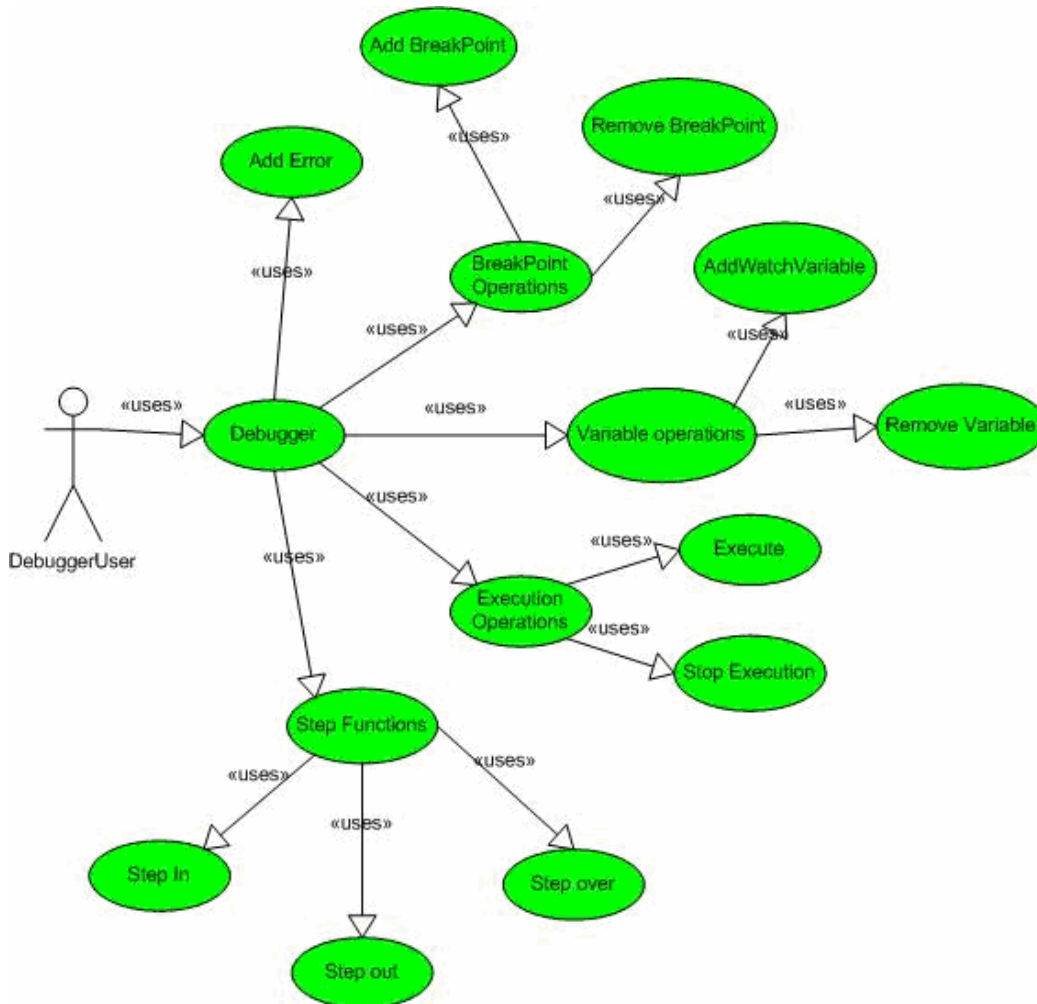 Add BreakPoint
«uses»
Remove BreakPoint
Add Error
«uses»
«uses»
BreakPoint
Operations
AddWatchVariable
«uses»
«uses»
«uses»
«uses»
«uses»
Debugger
Variable operations
«uses»
Remove Variable
DebuggerUser
«uses»
«uses»
«uses»
Execute
Execution
Operations
«uses»
Stop Execution
Step Functions
«uses»
«uses»
«uses»
Step In
Step over
Step out